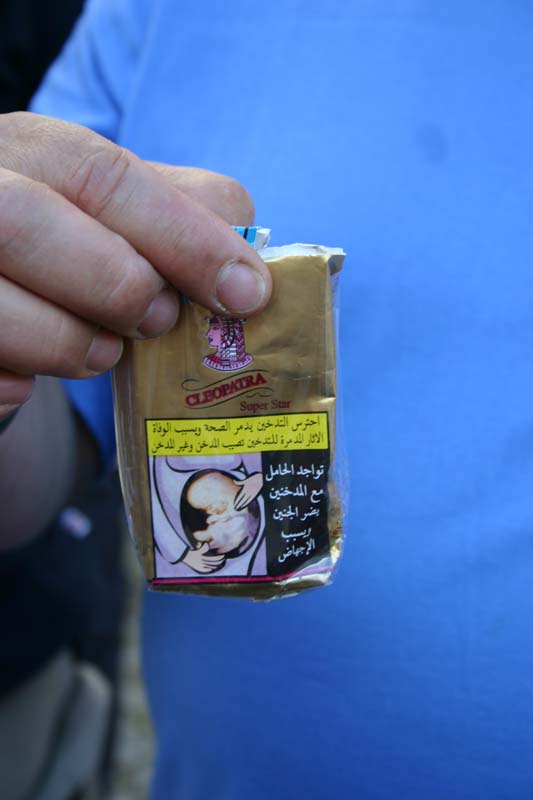 CLEOPATRA
Super Star
احترس التدخين يدمر الصحة ويسبب الوفاة
الاثار المدمرة للتدخين تصيب المدخن وغير المدخن
تواجد الحامل
مع المدخنين
يضر الجنين
ويسبب
الإجهاض